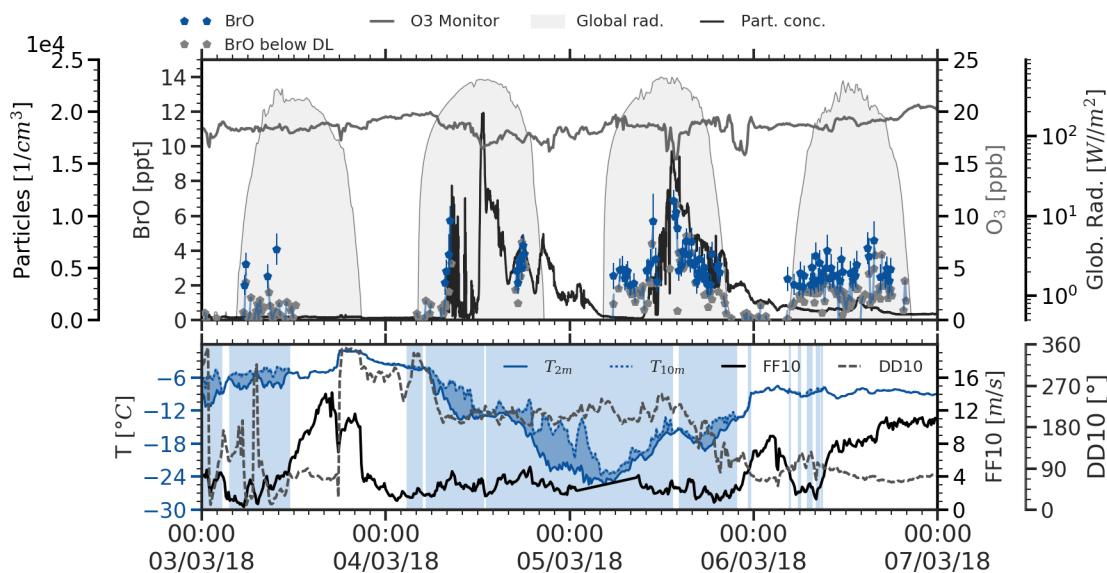 BrO
O3 Monitor
Global rad.
Part. conc.
BrO below DL
1e4
2.5
2.0
1.5
1.0
0.5
0.0
Particles [1/cm³]
14
12
10
8
6
4
2
0
BrO [ppt]
25
20
15
10
5
0
O₃ [ppb]
10²
10¹
10⁰
Glob. Rad. [W//m²]
−6
−12
−18
−24
−30
T [°C]
T₂ₘ
T₁₀ₘ
FF10
DD10
16
12
8
4
0
FF10 [m/s]
360
270
180
90
0
DD10 [°]
00:00 00:00 00:00 00:00 00:00
03/03/18 04/03/18 05/03/18 06/03/18 07/03/18